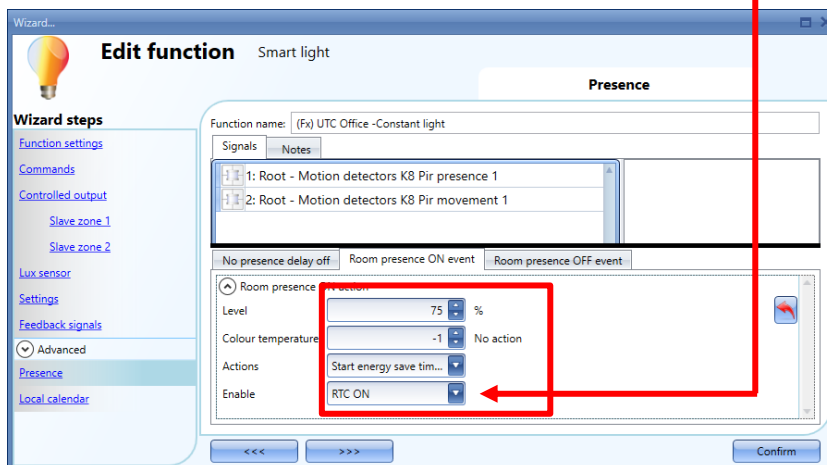 Wizard...
Edit function Smart light
Presence
Wizard steps
Function settings
Commands
Controlled output
Slave zone 1
Slave zone 2
Lux sensor
Settings
Feedback signals
Advanced
Presence
Local calendar
Function name: (Fx) UTC Office -Constant light
Signals Notes
1: Root - Motion detectors K8 Pir presence 1
2: Root - Motion detectors K8 Pir movement 1
No presence delay off Room presence ON event Room presence OFF event
Room presence ON action
Level 75 %
Colour temperature -1 No action
Actions Start energy save tim...
Enable RTC ON
<<< >>> Confirm